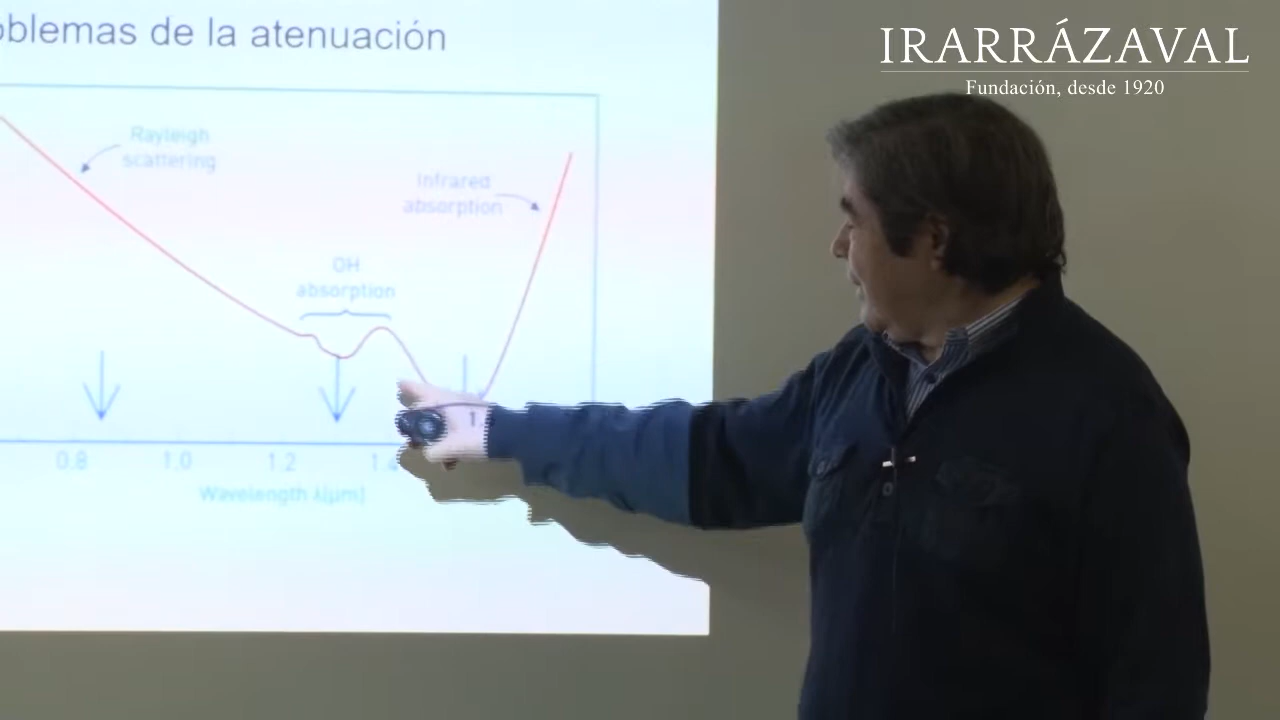 IRARRÁZAVAL
Fundación, desde 1920
oblemas de la atenuación
Rayleigh
scattering
Infrared
absorption
OH
absorption
0.8 1.0 1.2 1.4
Wavelength λ(µm)